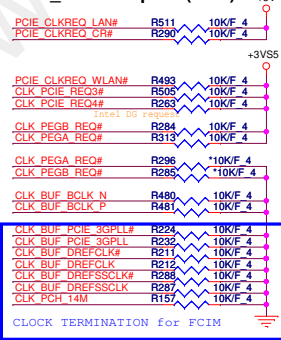 PCIE_CLKREQ_LAN# R511 10K/F_4
PCIE_CLKREQ_CR# R290 10K/F_4
+3VS5
PCIE_CLKREQ_WLAN# R493 10K/F_4
CLK_PCIE_REQ3# R505 10K/F_4
CLK_PCIE_REQ4# R263 10K/F_4
Intel DG request
CLK_PEGB_REQ# R284 10K/F_4
CLK_PEGA_REQ# R313 10K/F_4
CLK_PEGA_REQ# R296 *10K/F_4
CLK_PEGB_REQ# R285 *10K/F_4
CLK_BUF_BCLK_N R480 10K/F_4
CLK_BUF_BCLK_P R481 10K/F_4
CLK_BUF_PCIE_3GPLL# R224 10K/F_4
CLK_BUF_PCIE_3GPLL R232 10K/F_4
CLK_BUF_DREFCLK# R211 10K/F_4
CLK_BUF_DREFCLK R212 10K/F_4
CLK_BUF_DREFSSCLK# R288 10K/F_4
CLK_BUF_DREFSSCLK R287 10K/F_4
CLK_PCH_14M R157 10K/F_4
CLOCK TERMINATION for FCIM